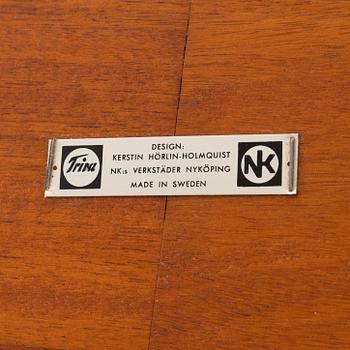 Triva
DESIGN:
KERSTIN HÖRLIN-HOLMQUIST
NK:s VERKSTÄDER NYKÖPING
MADE IN SWEDEN
NK